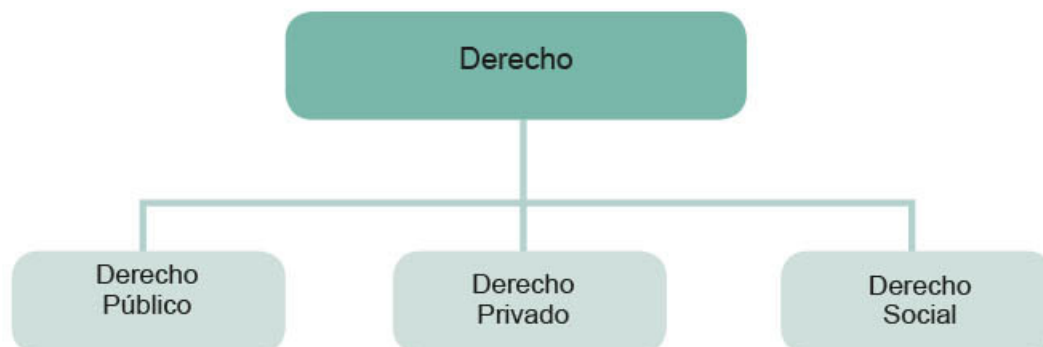 Derecho
Derecho
Público
Derecho
Privado
Derecho
Social